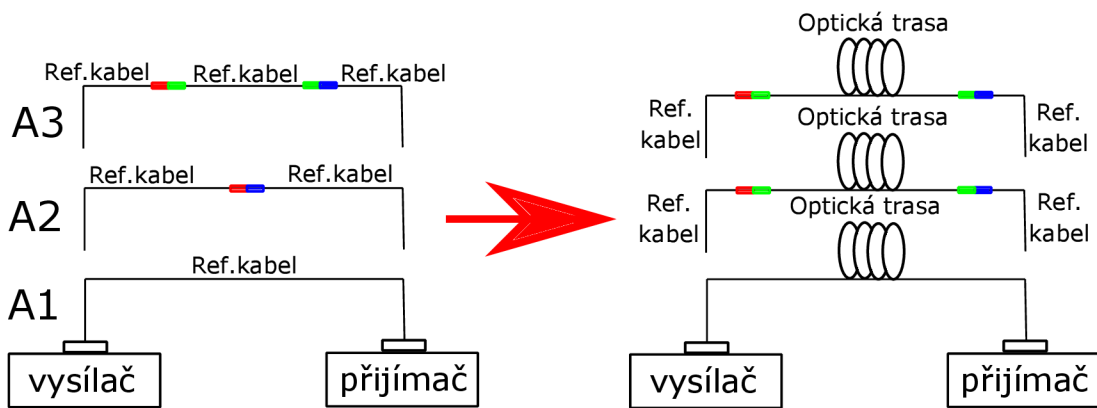 Ref.kabel Ref.kabel Ref.kabel
A3
Ref.kabel Ref.kabel
A2
Ref.kabel
A1
vysílač přijímač
Optická trasa
Ref.
kabel
Ref.
kabel
Optická trasa
Ref.
kabel
Ref.
kabel
Optická trasa
vysílač přijímač